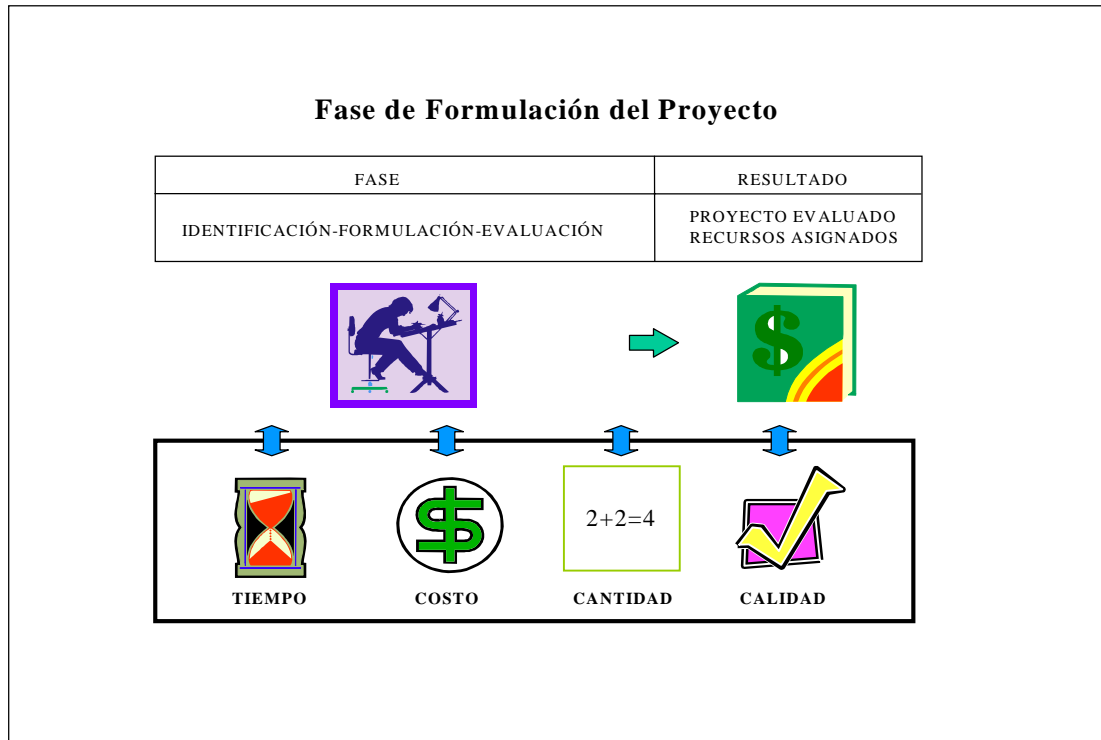 Fase de Formulación del Proyecto
FASE
RESULTADO
IDENTIFICACIÓN-FORMULACIÓN-EVALUACIÓN
PROYECTO EVALUADO
RECURSOS ASIGNADOS
$
$
2+2=4
TIEMPO
COSTO
CANTIDAD
CALIDAD